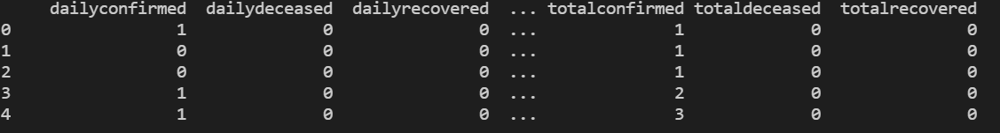 dailyconfirmed dailydeceased dailyrecovered ... totalconfirmed totaldeceased totalrecovered
0 1 0 0 ... 1 0 0
1 0 0 0 ... 1 0 0
2 0 0 0 ... 1 0 0
3 1 0 0 ... 2 0 0
4 1 0 0 ... 3 0 0